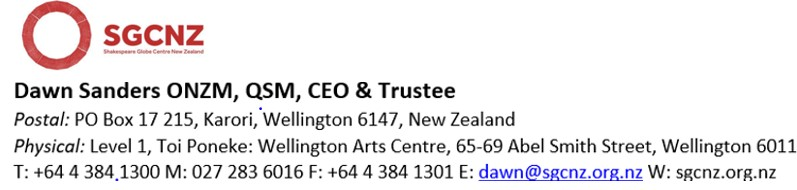 SGCNZ
Shakespeare Globe Centre New Zealand
Dawn Sanders ONZM, QSM, CEO & Trustee
Postal: PO Box 17 215, Karori, Wellington 6147, New Zealand
Physical: Level 1, Toi Poneke: Wellington Arts Centre, 65-69 Abel Smith Street, Wellington 6011
T: +64 4 384 1300 M: 027 283 6016 F: +64 4 384 1301 E: dawn@sgcnz.org.nz W: sgcnz.org.nz